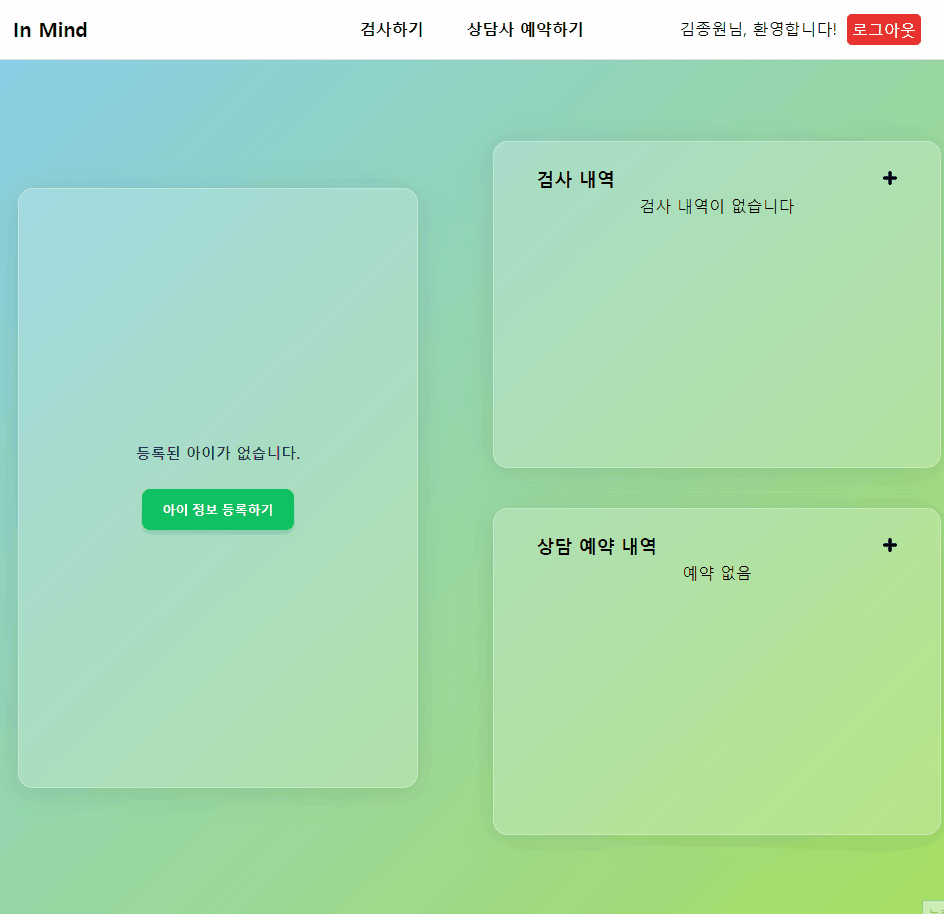 In Mind
검사하기
상담사 예약하기
김종원님, 환영합니다!
로그아웃
등록된 아이가 없습니다.
아이 정보 등록하기
검사 내역
검사 내역이 없습니다
상담 예약 내역
예약 없음